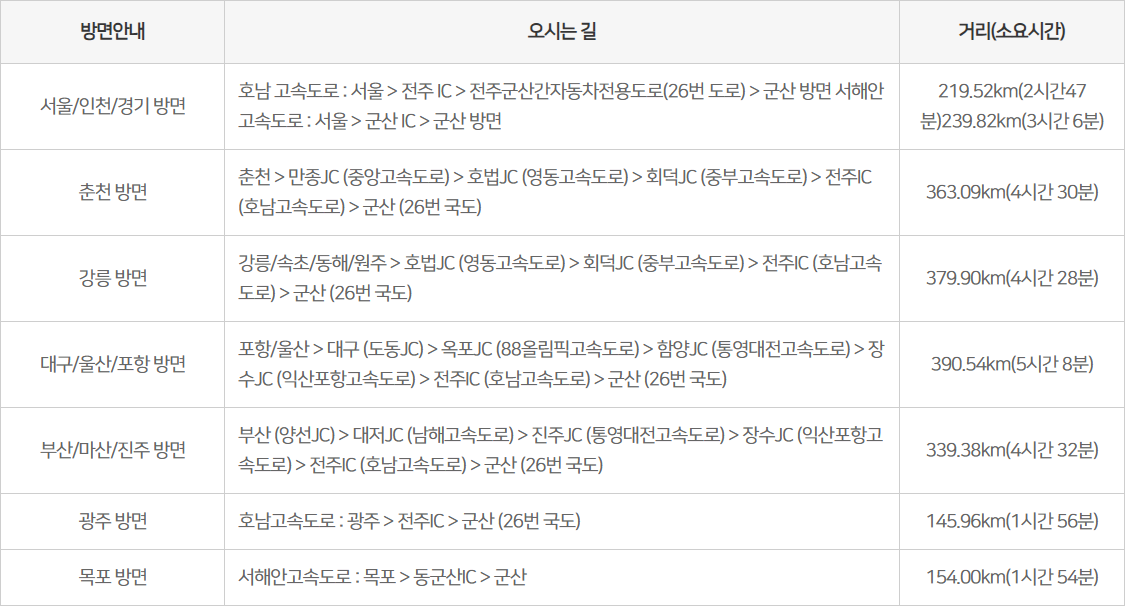 방면안내
오시는 길
거리(소요시간)
서울/인천/경기 방면
호남 고속도로 : 서울 > 전주 IC > 전주군산간자동차전용도로(26번 도로) > 군산 방면 서해안
고속도로 : 서울 > 군산 IC > 군산 방면
219.52km(2시간47
분)239.82km(3시간 6분)
춘천 방면
춘천 > 만종JC (중앙고속도로) > 호법JC (영동고속도로) > 회덕JC (중부고속도로) > 전주IC
(호남고속도로) > 군산 (26번 국도)
363.09km(4시간 30분)
강릉 방면
강릉/속초/동해/원주 > 호법JC (영동고속도로) > 회덕JC (중부고속도로) > 전주IC (호남고속
도로) > 군산 (26번 국도)
379.90km(4시간 28분)
대구/울산/포항 방면
포항/울산 > 대구 (도동JC) > 옥포JC (88올림픽고속도로) > 함양JC (통영대전고속도로) > 장
수JC (익산포항고속도로) > 전주IC (호남고속도로) > 군산 (26번 국도)
390.54km(5시간 8분)
부산/마산/진주 방면
부산 (양선JC) > 대저JC (남해고속도로) > 진주JC (통영대전고속도로) > 장수JC (익산포항고
속도로) > 전주IC (호남고속도로) > 군산 (26번 국도)
339.38km(4시간 32분)
광주 방면
호남고속도로 : 광주 > 전주IC > 군산 (26번 국도)
145.96km(1시간 56분)
목포 방면
서해안고속도로 : 목포 > 동군산IC > 군산
154.00km(1시간 54분)